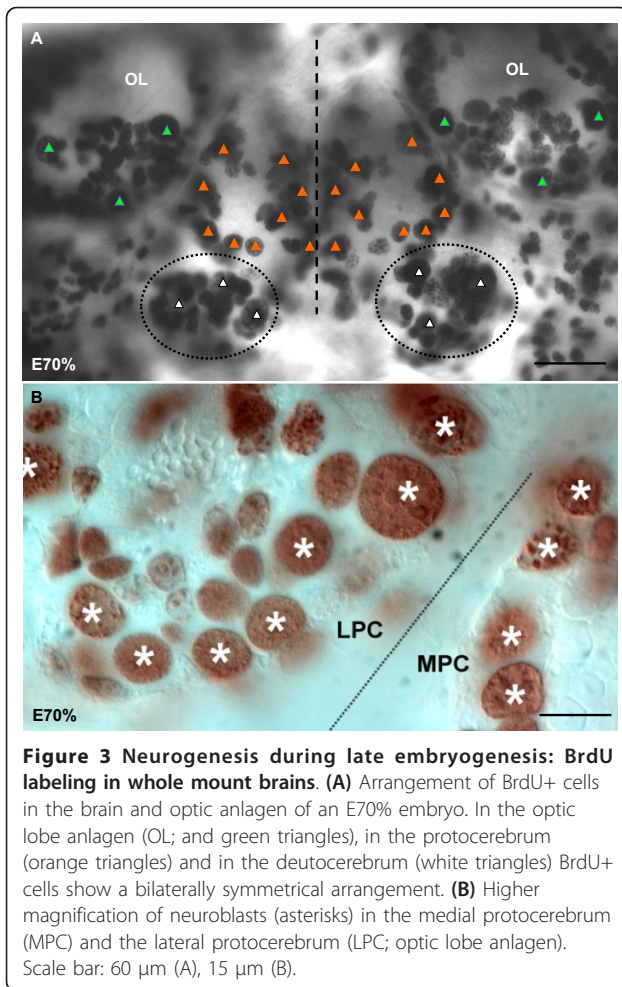 A
OL
OL
E70%
B
LPC
MPC
E70%
Figure 3 Neurogenesis during late embryogenesis: BrdU
labeling in whole mount brains. (A) Arrangement of BrdU+ cells
in the brain and optic anlagen of an E70% embryo. In the optic
lobe anlagen (OL; and green triangles), in the protocerebrum
(orange triangles) and in the deutocerebrum (white triangles) BrdU+
cells show a bilaterally symmetrical arrangement. (B) Higher
magnification of neuroblasts (asterisks) in the medial protocerebrum
(MPC) and the lateral protocerebrum (LPC; optic lobe anlagen).
Scale bar: 60 μm (A), 15 μm (B).